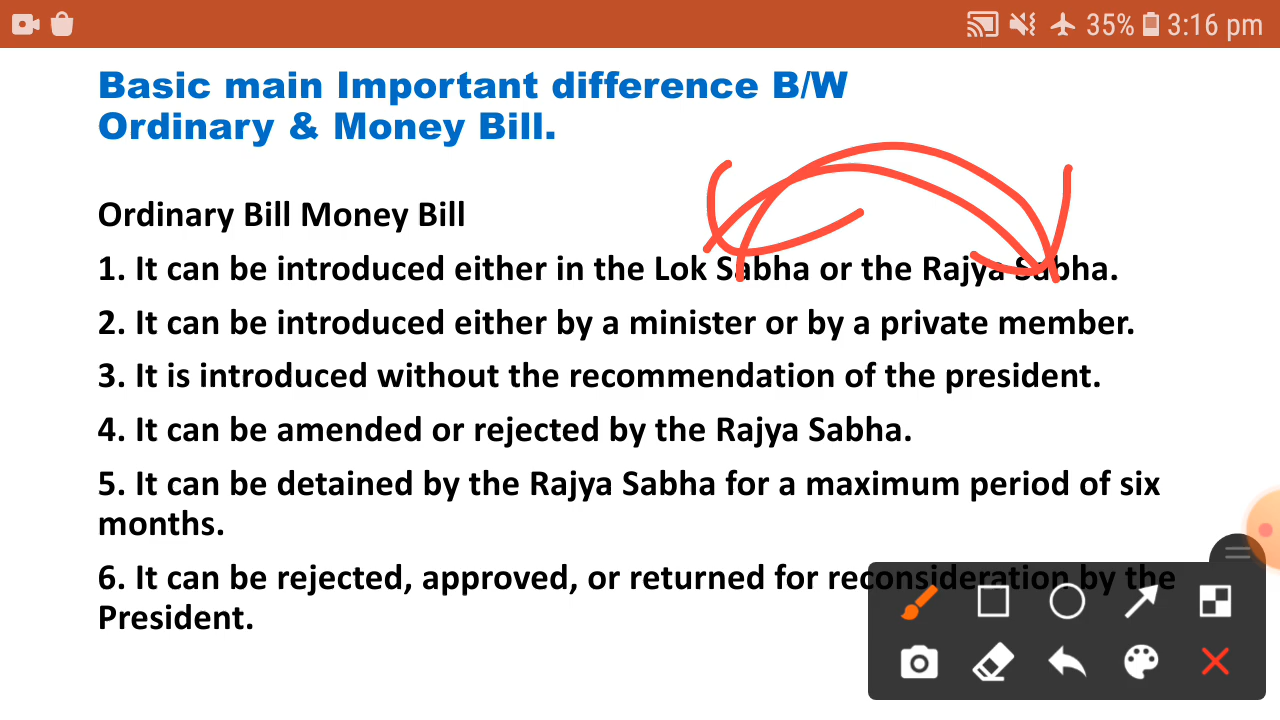 35% 3:16 pm
Basic main Important difference B/W
Ordinary & Money Bill.
Ordinary Bill Money Bill
1. It can be introduced either in the Lok Sabha or the Rajya Sabha.
2. It can be introduced either by a minister or by a private member.
3. It is introduced without the recommendation of the president.
4. It can be amended or rejected by the Rajya Sabha.
5. It can be detained by the Rajya Sabha for a maximum period of six
months.
6. It can be rejected, approved, or returned for reconsideration by the
President.